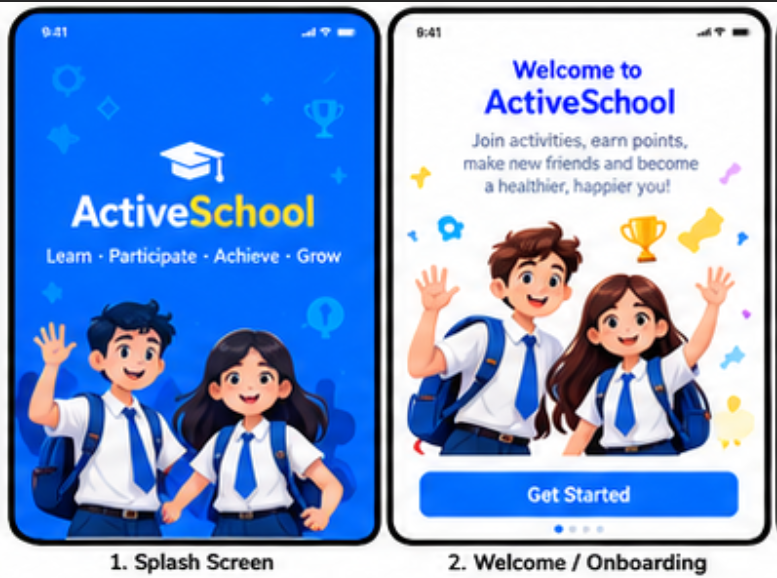 9:41
ActiveSchool
Learn · Participate · Achieve · Grow
1. Splash Screen
9:41
Welcome to
ActiveSchool
Join activities, earn points,
make new friends and become
a healthier, happier you!
Get Started
2. Welcome / Onboarding